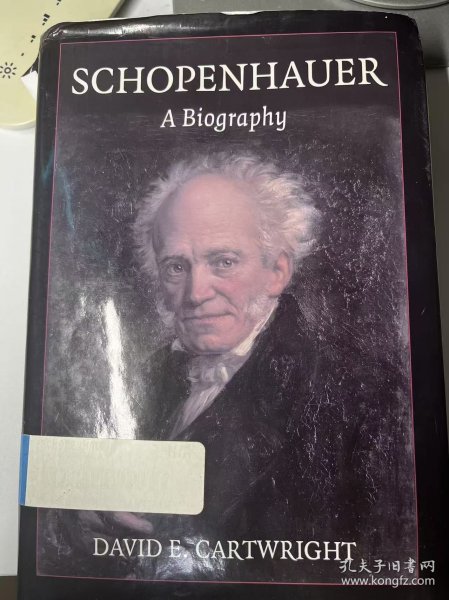 SCHOPENHAUER
A Biography
DAVID E. CARTWRIGHT
孔夫子旧书网
www.kongfz.com